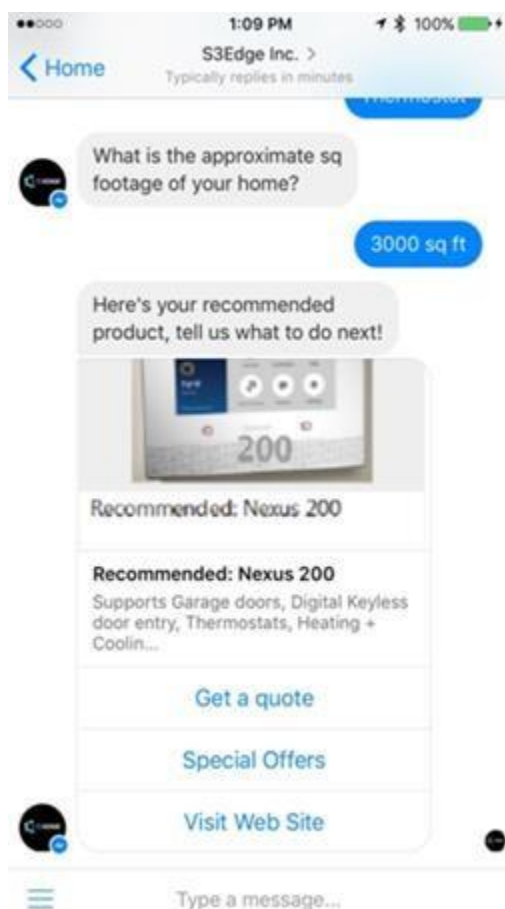 1:09 PM
100%
Home
S3Edge Inc. >
Typically replies in minutes
Thermostat
What is the approximate sq
footage of your home?
3000 sq ft
Here's your recommended
product, tell us what to do next!
200
Recommended: Nexus 200
Recommended: Nexus 200
Supports Garage doors, Digital Keyless
door entry, Thermostats, Heating +
Coolin...
Get a quote
Special Offers
Visit Web Site
Type a message...